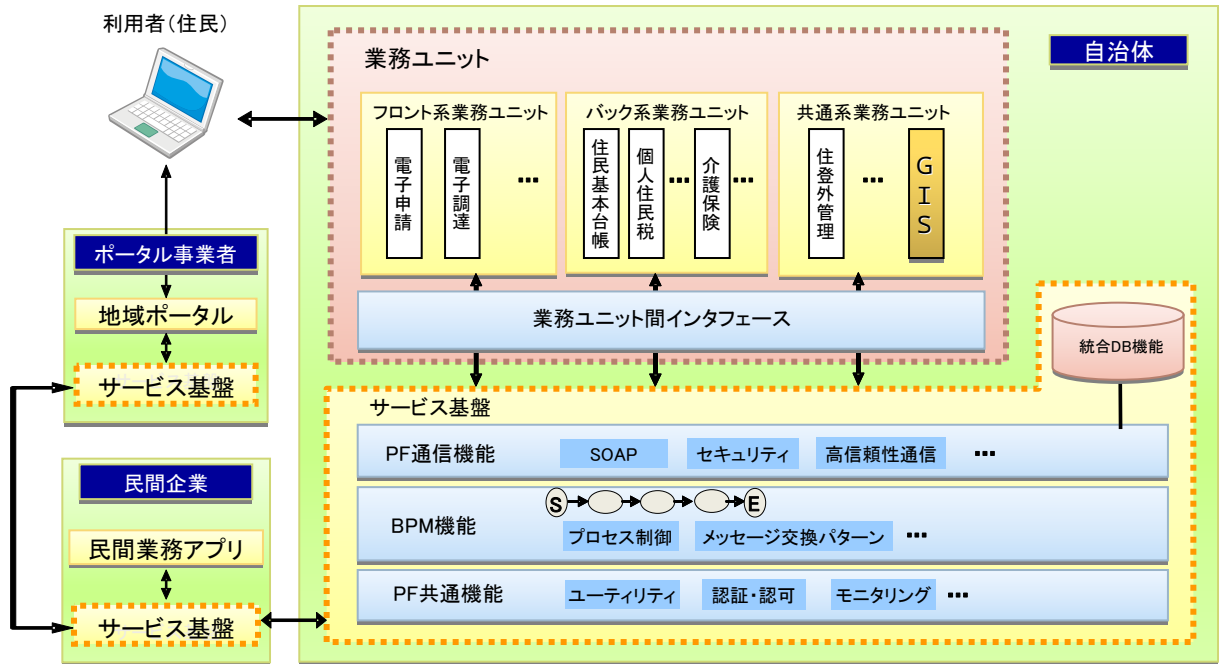 利用者(住民)
自治体
業務ユニット
フロント系業務ユニット
電子申請
電子調達
…
バック系業務ユニット
住民基本台帳
個人住民税
…
介護保険
…
共通系業務ユニット
住登外管理
…
GIS
業務ユニット間インタフェース
ポータル事業者
地域ポータル
サービス基盤
民間企業
民間業務アプリ
サービス基盤
統合DB機能
サービス基盤
PF通信機能
SOAP
セキュリティ
高信頼性通信
…
BPM機能
S
E
プロセス制御
メッセージ交換パターン
…
PF共通機能
ユーティリティ
認証・認可
モニタリング
…